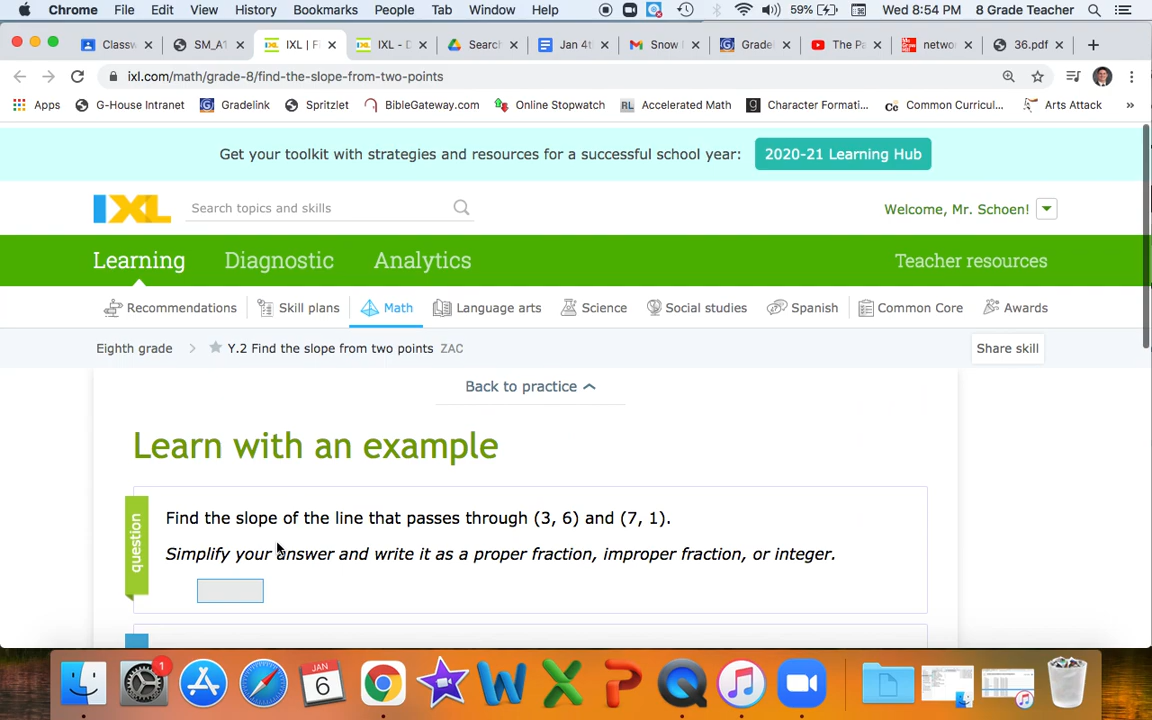 Chrome File Edit View History Bookmarks People Tab Window Help 59% Wed 8:54 PM 8 Grade Teacher
Classw SM_A1 IXL | F IXL - D Search Jan 4t Snow Grade The Pa netwo 36.pdf
ixl.com/math/grade-8/find-the-slope-from-two-points
Apps G-House Intranet Gradelink Spritzlet BibleGateway.com Online Stopwatch RL Accelerated Math Character Formati... Cc Common Curricul... Arts Attack »
Get your toolkit with strategies and resources for a successful school year: 2020-21 Learning Hub
IXL Search topics and skills Welcome, Mr. Schoen!
Learning Diagnostic Analytics Teacher resources
Recommendations Skill plans Math Language arts Science Social studies Spanish Common Core Awards
Eighth grade > Y.2 Find the slope from two points ZAC Share skill
Back to practice
Learn with an example
question
Find the slope of the line that passes through (3, 6) and (7, 1).
Simplify your answer and write it as a proper fraction, improper fraction, or integer.
1
JAN
6